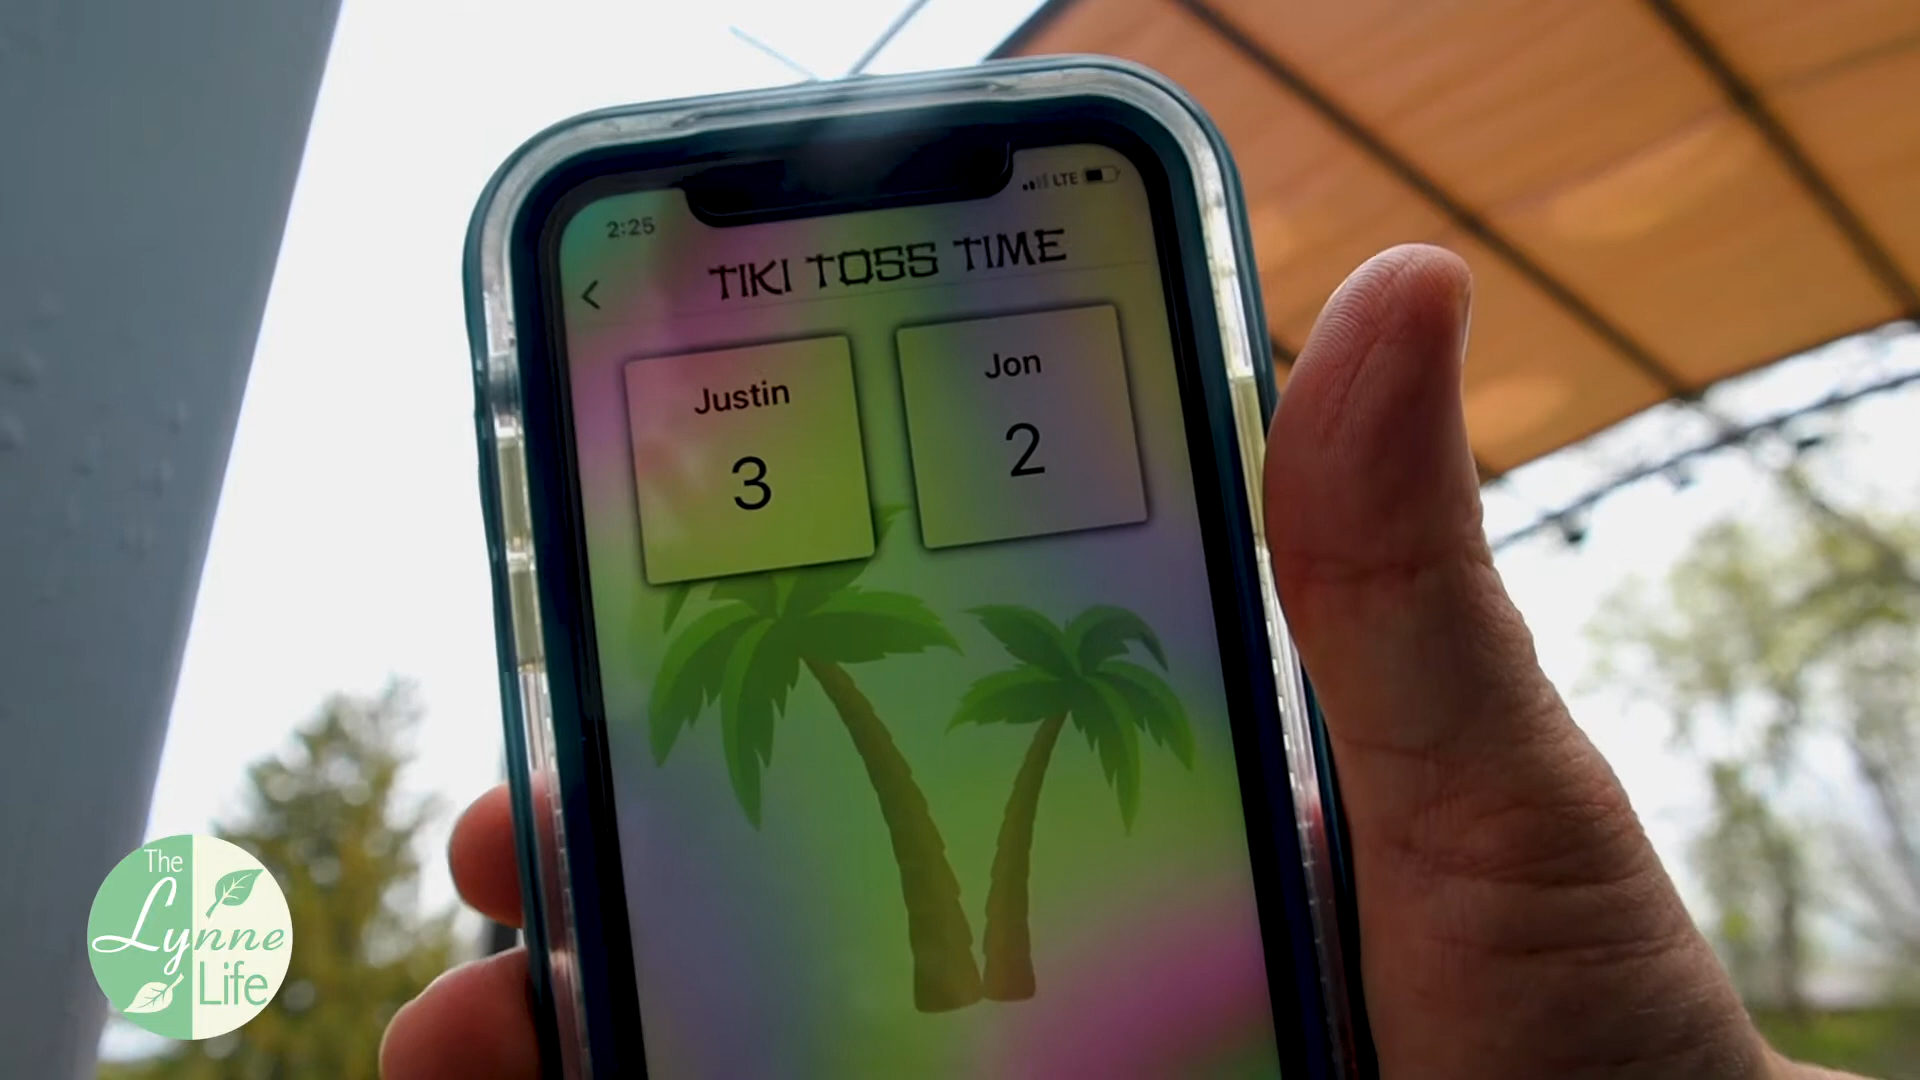 2:25
LTE
TIKI TOSS TIME
Justin
3
Jon
2
The
Lynne
Life